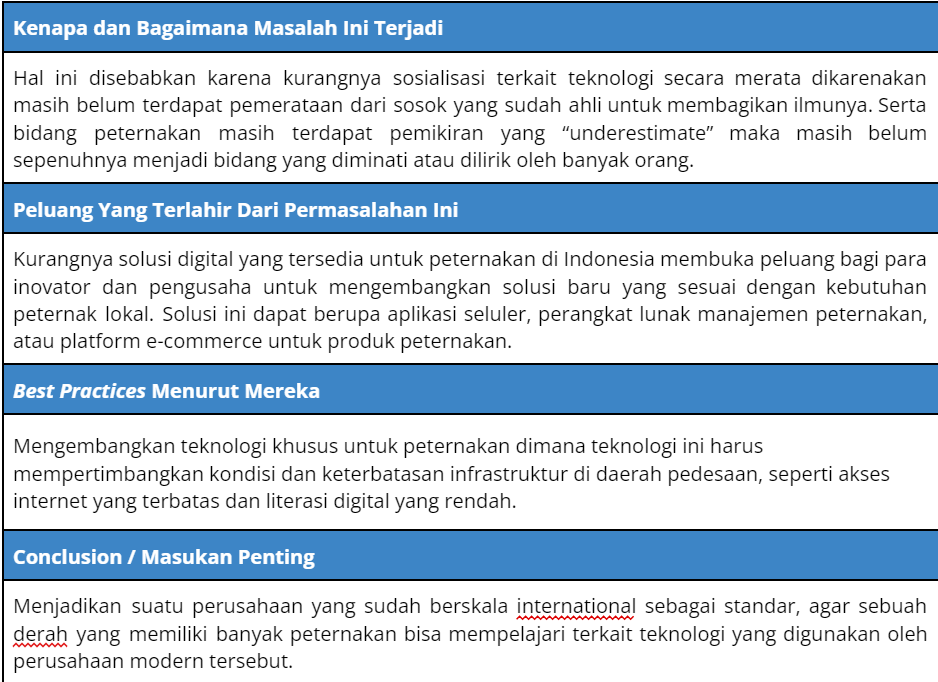 Kenapa dan Bagaimana Masalah Ini Terjadi
Hal ini disebabkan karena kurangnya sosialisasi terkait teknologi secara merata dikarenakan
masih belum terdapat pemerataan dari sosok yang sudah ahli untuk membagikan ilmunya. Serta
bidang peternakan masih terdapat pemikiran yang “underestimate” maka masih belum
sepenuhnya menjadi bidang yang diminati atau dilirik oleh banyak orang.
Peluang Yang Terlahir Dari Permasalahan Ini
Kurangnya solusi digital yang tersedia untuk peternakan di Indonesia membuka peluang bagi para
inovator dan pengusaha untuk mengembangkan solusi baru yang sesuai dengan kebutuhan
peternak lokal. Solusi ini dapat berupa aplikasi seluler, perangkat lunak manajemen peternakan,
atau platform e-commerce untuk produk peternakan.
Best Practices Menurut Mereka
Mengembangkan teknologi khusus untuk peternakan dimana teknologi ini harus
mempertimbangkan kondisi dan keterbatasan infrastruktur di daerah pedesaan, seperti akses
internet yang terbatas dan literasi digital yang rendah.
Conclusion / Masukan Penting
Menjadikan suatu perusahaan yang sudah berskala international sebagai standar, agar sebuah
derah yang memiliki banyak peternakan bisa mempelajari terkait teknologi yang digunakan oleh
perusahaan modern tersebut.